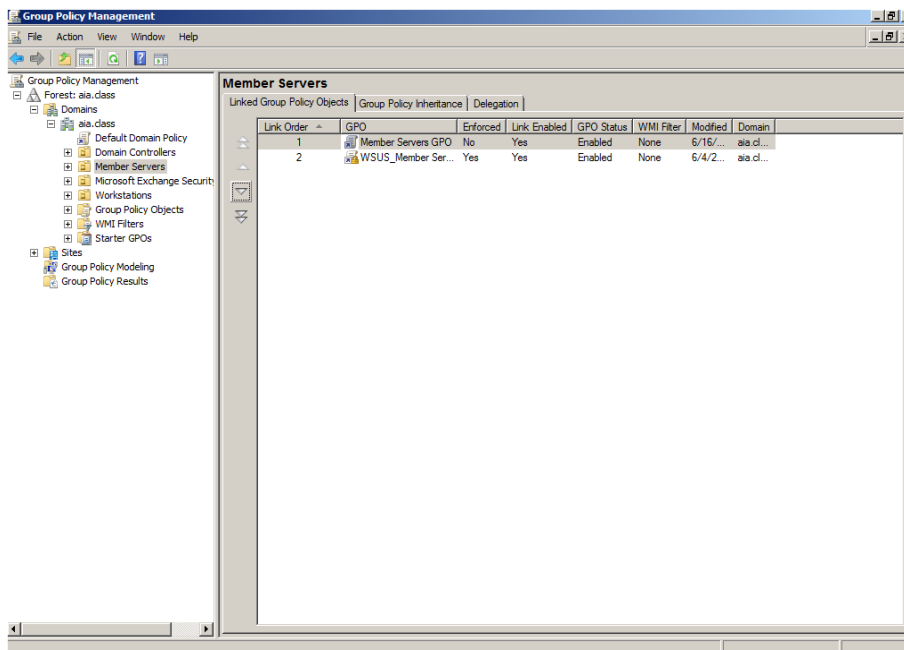 Group Policy Management
File Action View Window Help
Group Policy Management
Forest: aia.class
Domains
aia.class
Default Domain Policy
Domain Controllers
Member Servers
Microsoft Exchange Security
Workstations
Group Policy Objects
WMI Filters
Starter GPOs
Sites
Group Policy Modeling
Group Policy Results
Member Servers
Linked Group Policy Objects Group Policy Inheritance Delegation
Link Order GPO Enforced Link Enabled GPO Status WMI Filter Modified Domain
1 Member Servers GPO No Yes Enabled None 6/16/... aia.cl...
2 WSUS_Member Ser... Yes Yes Enabled None 6/4/2... aia.cl...